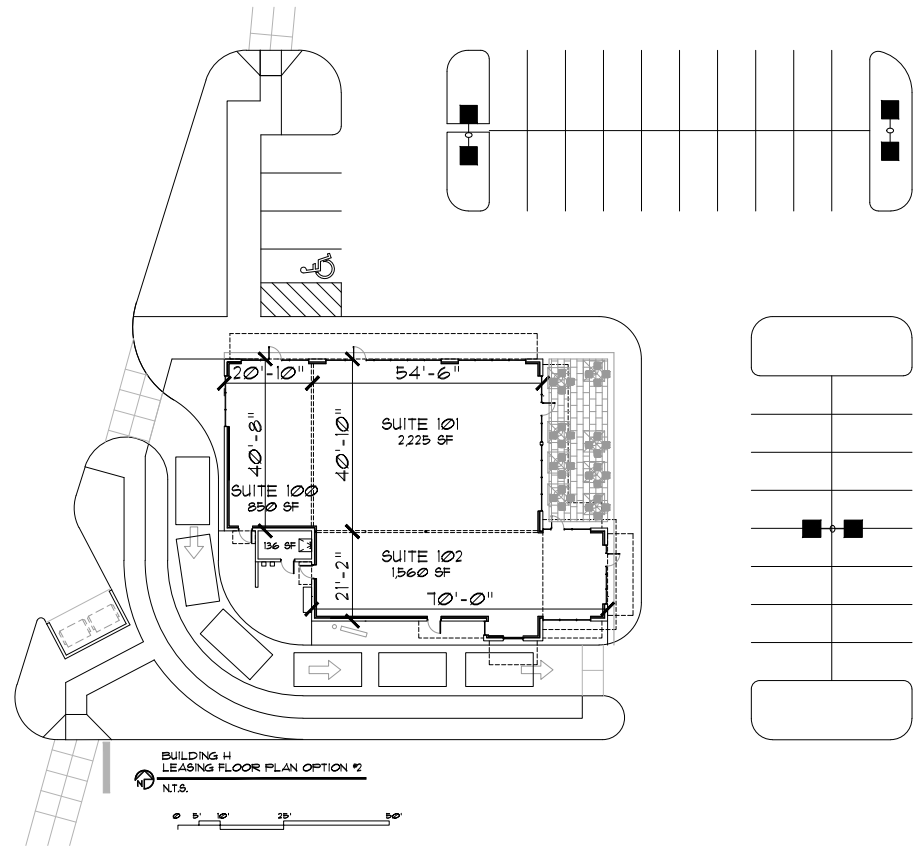 20'-10"
54'-6"
SUITE 101
2,225 SF
40'-8"
40'-10"
SUITE 100
850 SF
136 SF
SUITE 102
1,560 SF
21'-2"
70'-0"
BUILDING H
LEASING FLOOR PLAN OPTION #2
N
N.T.S.
0 5' 10' 25' 50'